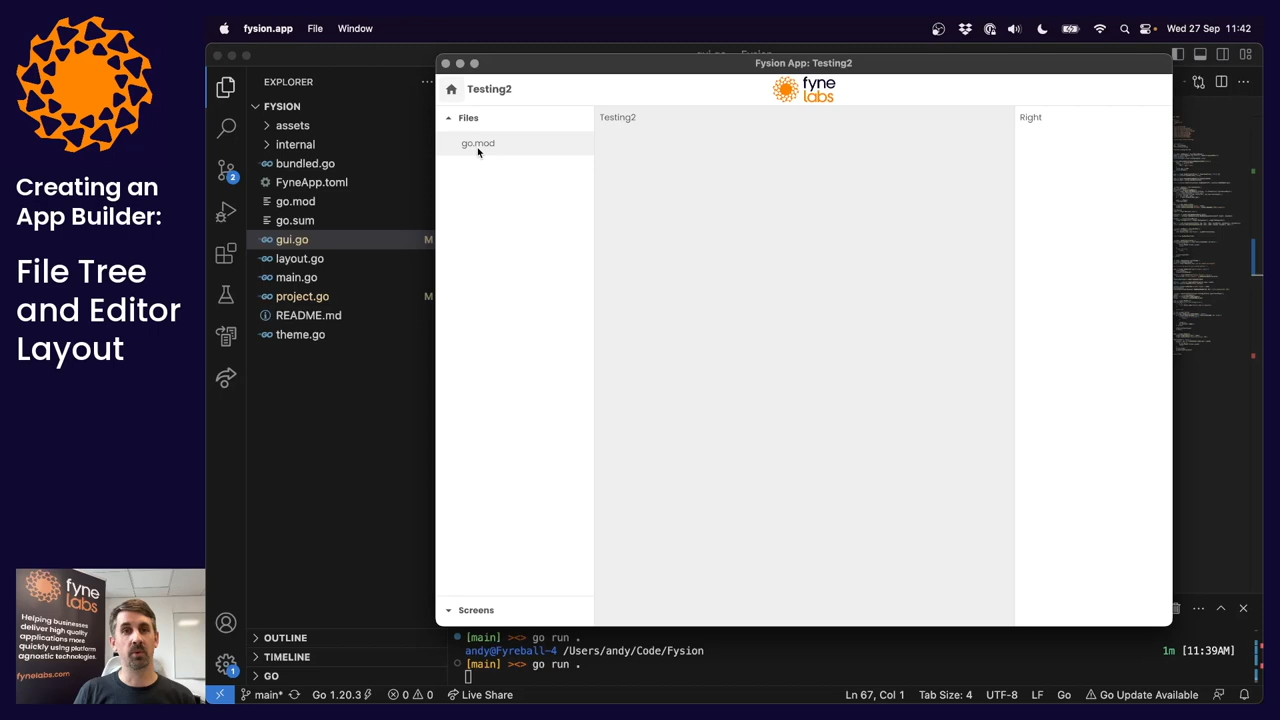 fysion.app File Window Wed 27 Sep 11:42
Creating an
App Builder:
File Tree
and Editor
Layout
EXPLORER
FYSION
assets
internal
bundled.go
FyneApp.toml
go.mod
go.sum
gui.go M
layout.go
main.go
project.go M
README.md
theme.go
OUTLINE
TIMELINE
GO
2
1
Fysion App: Testing2
Testing2
fyne
labs
Files
go.mod
Testing2
Right
Screens
[main] ><> go run .
andy@Fyreball-4 /Users/andy/Code/Fysion 1m [11:39AM]
[main] ><> go run .
main* Go 1.20.3 0 0 Live Share Ln 67, Col 1 Tab Size: 4 UTF-8 LF Go Go Update Available
fyne
labs
Helping businesses
deliver high quality
applications more
quickly using platform
agnostic technologies.
fynelabs.com